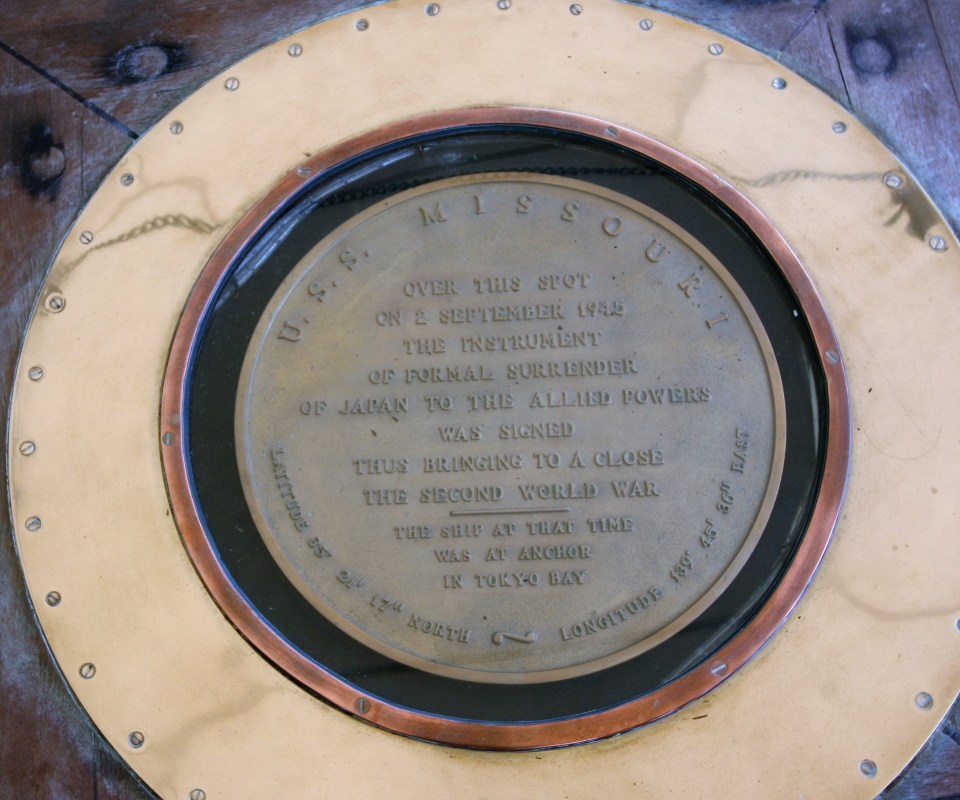 U.S.S. MISSOURI
OVER THIS SPOT
ON 2 SEPTEMBER 1945
THE INSTRUMENT
OF FORMAL SURRENDER
OF JAPAN TO THE ALLIED POWERS
WAS SIGNED
THUS BRINGING TO A CLOSE
THE SECOND WORLD WAR
THE SHIP AT THAT TIME
WAS AT ANCHOR
IN TOKYO BAY
LATITUDE 35° 21' 17" NORTH ~ LONGITUDE 139° 45' 36" EAST